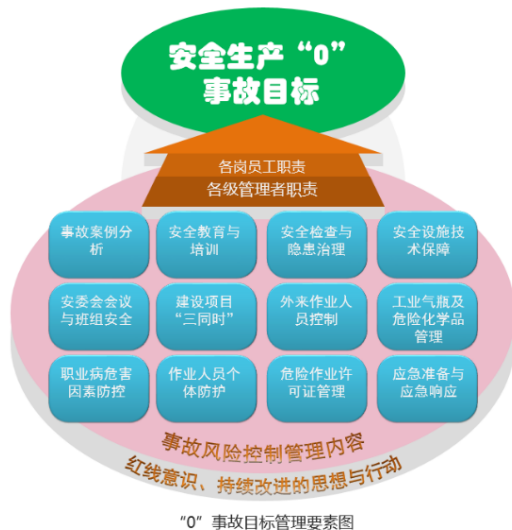 安全生产“0”
事故目标
各岗员工职责
各级管理者职责
事故案例分
析
安全教育与
培训
安全检查与
隐患治理
安全设施技
术保障
安委会会议
与班组安全
建设项目
“三同时”
外来作业人
员控制
工业气瓶及
危险化学品
管理
职业病危害
因素防控
作业人员个
体防护
危险作业许
可证管理
应急准备与
应急响应
事故风险控制管理内容
红线意识、持续改进的思想与行动
“0”事故目标管理要素图